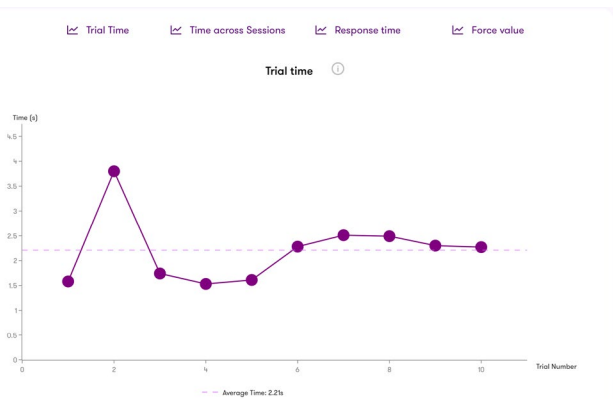 Trial Time
Time across Sessions
Response time
Force value
Trial time
i
Time (s)
4.5
4
3.5
3
2.5
2
1.5
1
0.5
0
0
2
4
6
8
10
Trial Number
Average Time: 2.21s